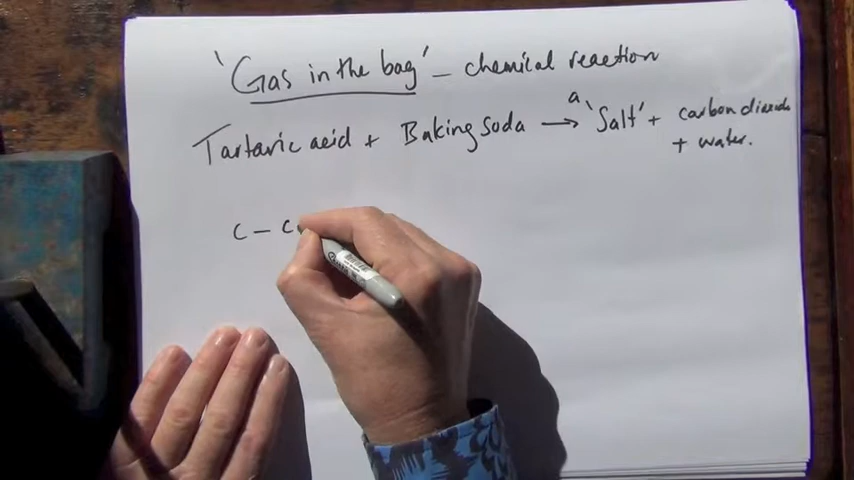 'Gas in the bag' - chemical reaction
a
Tartaric acid + Baking Soda → 'Salt' + carbon dioxide
+ water.
C - C